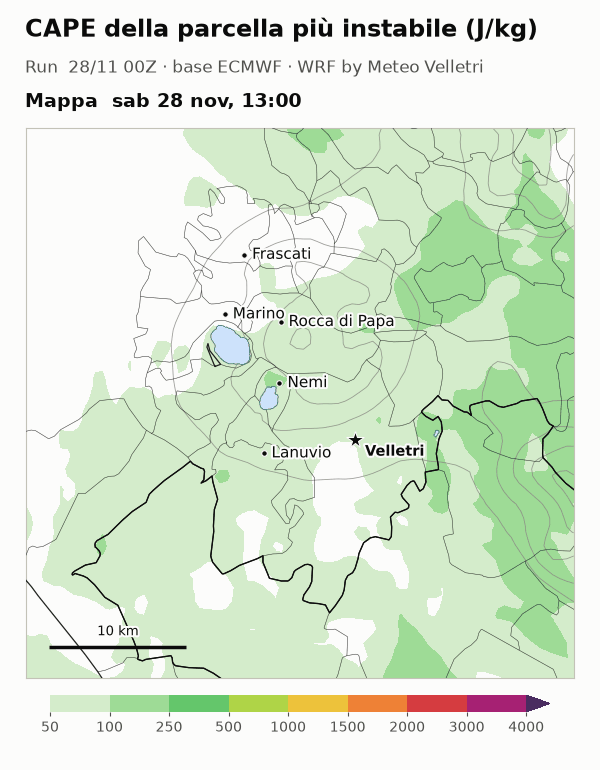 CAPE della parcella più instabile (J/kg)
Run  28/11 00Z · base ECMWF · WRF by Meteo Velletri
Mappa  sab 28 nov, 13:00
Frascati
Marino
Rocca di Papa
Nemi
Lanuvio
Velletri
10 km
50 100 250 500 1000 1500 2000 3000 4000